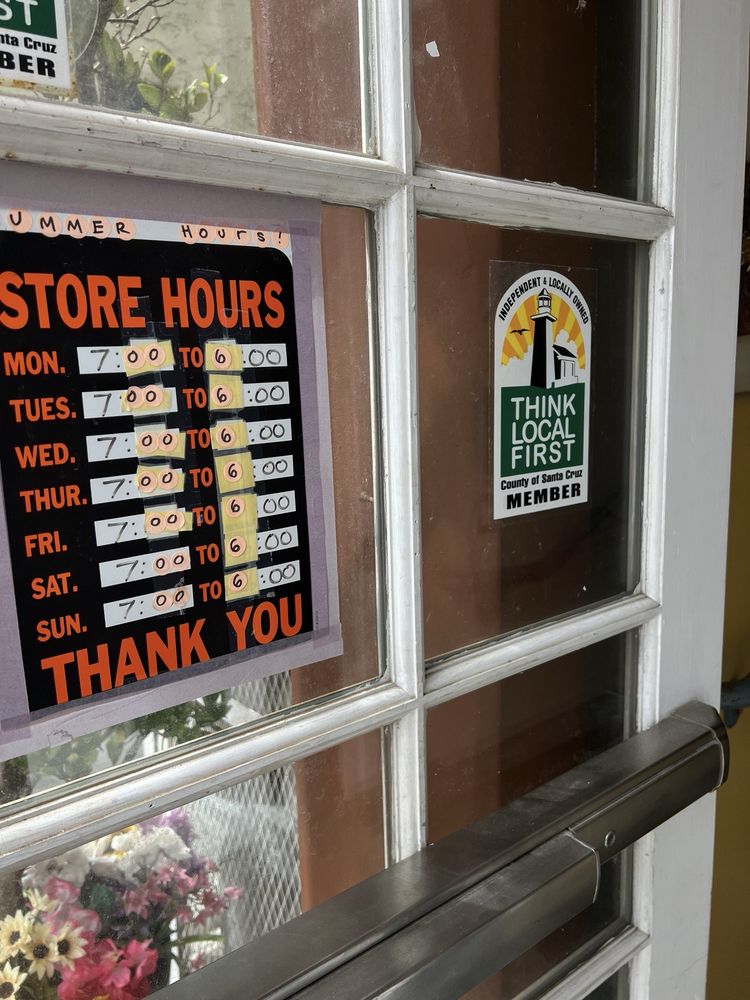 ST
nta Cruz
BER
UMMER HOURS!
STORE HOURS
MON. 7:00 TO 6:00
TUES. 7:00 TO 6:00
WED. 7:00 TO 6:00
THUR. 7:00 TO 6:00
FRI. 7:00 TO 6:00
SAT. 7:00 TO 6:00
SUN. 7:00 TO 6:00
THANK YOU
INDEPENDENT & LOCALLY OWNED
THINK
LOCAL
FIRST
County of Santa Cruz
MEMBER